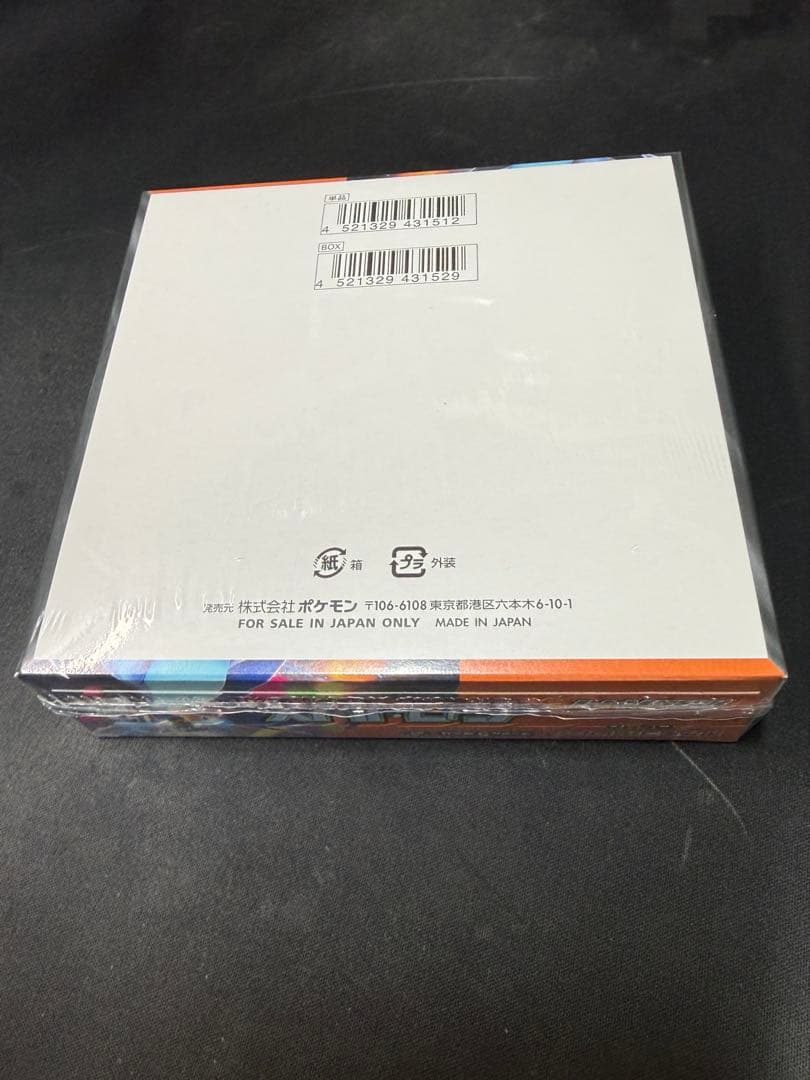 単品
4 521329 431512
BOX
4 521329 431529
紙 箱 プラ 外装
発売元 株式会社ポケモン 〒106-6108 東京都港区六本木6-10-1
FOR SALE IN JAPAN ONLY MADE IN JAPAN